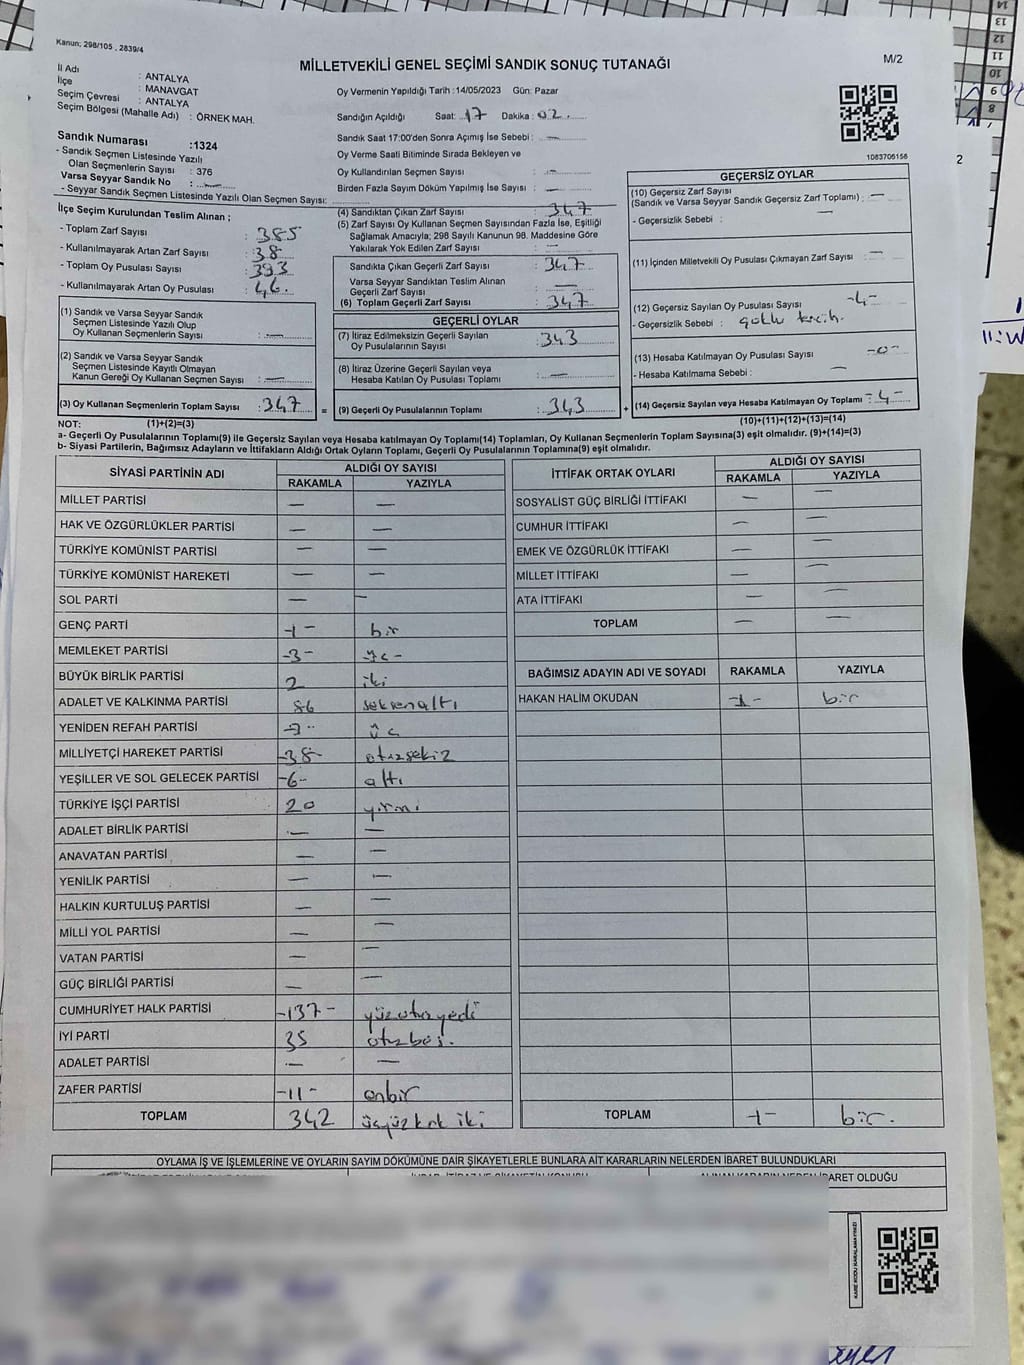 Kanun; 298/105 , 2839/4
MİLLETVEKİLİ GENEL SEÇİMİ SANDIK SONUÇ TUTANAĞI
M/2
İl Adı : ANTALYA
İlçe : MANAVGAT
Seçim Çevresi : ANTALYA
Seçim Bölgesi (Mahalle Adı) : ÖRNEK MAH.
Sandık Numarası :1324
- Sandık Seçmen Listesinde Yazılı
Olan Seçmenlerin Sayısı : 376
Varsa Seyyar Sandık No : —
- Seyyar Sandık Seçmen Listesinde Yazılı Olan Seçmen Sayısı:
Oy Vermenin Yapıldığı Tarih :14/05/2023 Gün: Pazar
Sandığın Açıldığı Saat: 17 Dakika : 02
Sandık Saat 17:00'den Sonra Açımış İse Sebebi : —
Oy Verme Saati Bitiminde Sırada Bekleyen ve
Oy Kullandırılan Seçmen Sayısı : —
Birden Fazla Sayım Döküm Yapılmış İse Sayısı : —
1083706156
İlçe Seçim Kurulundan Teslim Alınan ;
- Toplam Zarf Sayısı : 385
- Kullanılmayarak Artan Zarf Sayısı : 38
- Toplam Oy Pusulası Sayısı : 393
- Kullanılmayarak Artan Oy Pusulası : 46.
(1) Sandık ve Varsa Seyyar Sandık
Seçmen Listesinde Yazılı Olup
Oy Kullanan Seçmenlerin Sayısı : —
(2) Sandık ve Varsa Seyyar Sandık
Seçmen Listesinde Kayıtlı Olmayan
Kanun Gereği Oy Kullanan Seçmen Sayısı : —
(3) Oy Kullanan Seçmenlerin Toplam Sayısı : 347
(4) Sandıktan Çıkan Zarf Sayısı : 347
(5) Zarf Sayısı Oy Kullanan Seçmen Sayısından Fazla İse, Eşitliği
Sağlamak Amacıyla; 298 Sayılı Kanunun 98. Maddesine Göre
Yakılarak Yok Edilen Zarf Sayısı : —
Sandıkta Çıkan Geçerli Zarf Sayısı : 347
Varsa Seyyar Sandıktan Teslim Alınan
Geçerli Zarf Sayısı : —
(6) Toplam Geçerli Zarf Sayısı : 347
GEÇERLİ OYLAR
(7) İtiraz Edilmeksizin Geçerli Sayılan
Oy Pusulalarının Sayısı : 343
(8) İtiraz Üzerine Geçerli Sayılan veya
Hesaba Katılan Oy Pusulası Toplamı : —
= (9) Geçerli Oy Pusulalarının Toplamı : 343 +
GEÇERSİZ OYLAR
(10) Geçersiz Zarf Sayısı
(Sandık ve Varsa Seyyar Sandık Geçersiz Zarf Toplamı) : —
- Geçersizlik Sebebi : —
(11) İçinden Milletvekili Oy Pusulası Çıkmayan Zarf Sayısı : —
(12) Geçersiz Sayılan Oy Pusulası Sayısı : -4-
- Geçersizlik Sebebi : çoklu tercih.
(13) Hesaba Katılmayan Oy Pusulası Sayısı : -0-
- Hesaba Katılmama Sebebi : —
(14) Geçersiz Sayılan veya Hesaba Katılmayan Oy Toplamı : -4-
NOT: (1)+(2)=(3)
(10)+(11)+(12)+(13)=(14)
a- Geçerli Oy Pusulalarının Toplamı(9) ile Geçersiz Sayılan veya Hesaba katılmayan Oy Toplamı(14) Toplamları, Oy Kullanan Seçmenlerin Toplam Sayısına(3) eşit olmalıdır. (9)+(14)=(3)
b- Siyasi Partilerin, Bağımsız Adayların ve İttifakların Aldığı Ortak Oyların Toplamı, Geçerli Oy Pusulalarının Toplamına(9) eşit olmalıdır.
SİYASİ PARTİNİN ADI ALDIĞI OY SAYISI
RAKAMLA YAZIYLA
MİLLET PARTİSİ — —
HAK VE ÖZGÜRLÜKLER PARTİSİ — —
TÜRKİYE KOMÜNİST PARTİSİ — —
TÜRKİYE KOMÜNİST HAREKETİ — —
SOL PARTİ — —
GENÇ PARTİ -1- bir
MEMLEKET PARTİSİ -3- üç-
BÜYÜK BİRLİK PARTİSİ 2 iki
ADALET VE KALKINMA PARTİSİ 86 seksenaltı
YENİDEN REFAH PARTİSİ -3- üç
MİLLİYETÇİ HAREKET PARTİSİ -38- otuzsekiz
YEŞİLLER VE SOL GELECEK PARTİSİ -6- altı
TÜRKİYE İŞÇİ PARTİSİ 20 yirmi
ADALET BİRLİK PARTİSİ — —
ANAVATAN PARTİSİ — —
YENİLİK PARTİSİ — —
HALKIN KURTULUŞ PARTİSİ — —
MİLLİ YOL PARTİSİ — —
VATAN PARTİSİ — —
GÜÇ BİRLİĞİ PARTİSİ — —
CUMHURİYET HALK PARTİSİ -137- yüzotuzyedi
İYİ PARTİ 35 otuzbeş.
ADALET PARTİSİ — —
ZAFER PARTİSİ -11- onbir
TOPLAM 342 üçyüzkırk iki
İTTİFAK ORTAK OYLARI ALDIĞI OY SAYISI
RAKAMLA YAZIYLA
SOSYALİST GÜÇ BİRLİĞİ İTTİFAKI — —
CUMHUR İTTİFAKI — —
EMEK VE ÖZGÜRLÜK İTTİFAKI — —
MİLLET İTTİFAKI — —
ATA İTTİFAKI — —
TOPLAM — —
BAĞIMSIZ ADAYIN ADI VE SOYADI RAKAMLA YAZIYLA
HAKAN HALİM OKUDAN -1- bir
TOPLAM -1- bir.
OYLAMA İŞ VE İŞLEMLERİNE VE OYLARIN SAYIM DÖKÜMÜNE DAİR ŞİKAYETLERLE BUNLARA AİT KARARLARIN NELERDEN İBARET BULUNDUKLARI
ALINAN KARARIN NEDEN İBARET OLDUĞU
KARE KODU KARALAMAYINIZ!